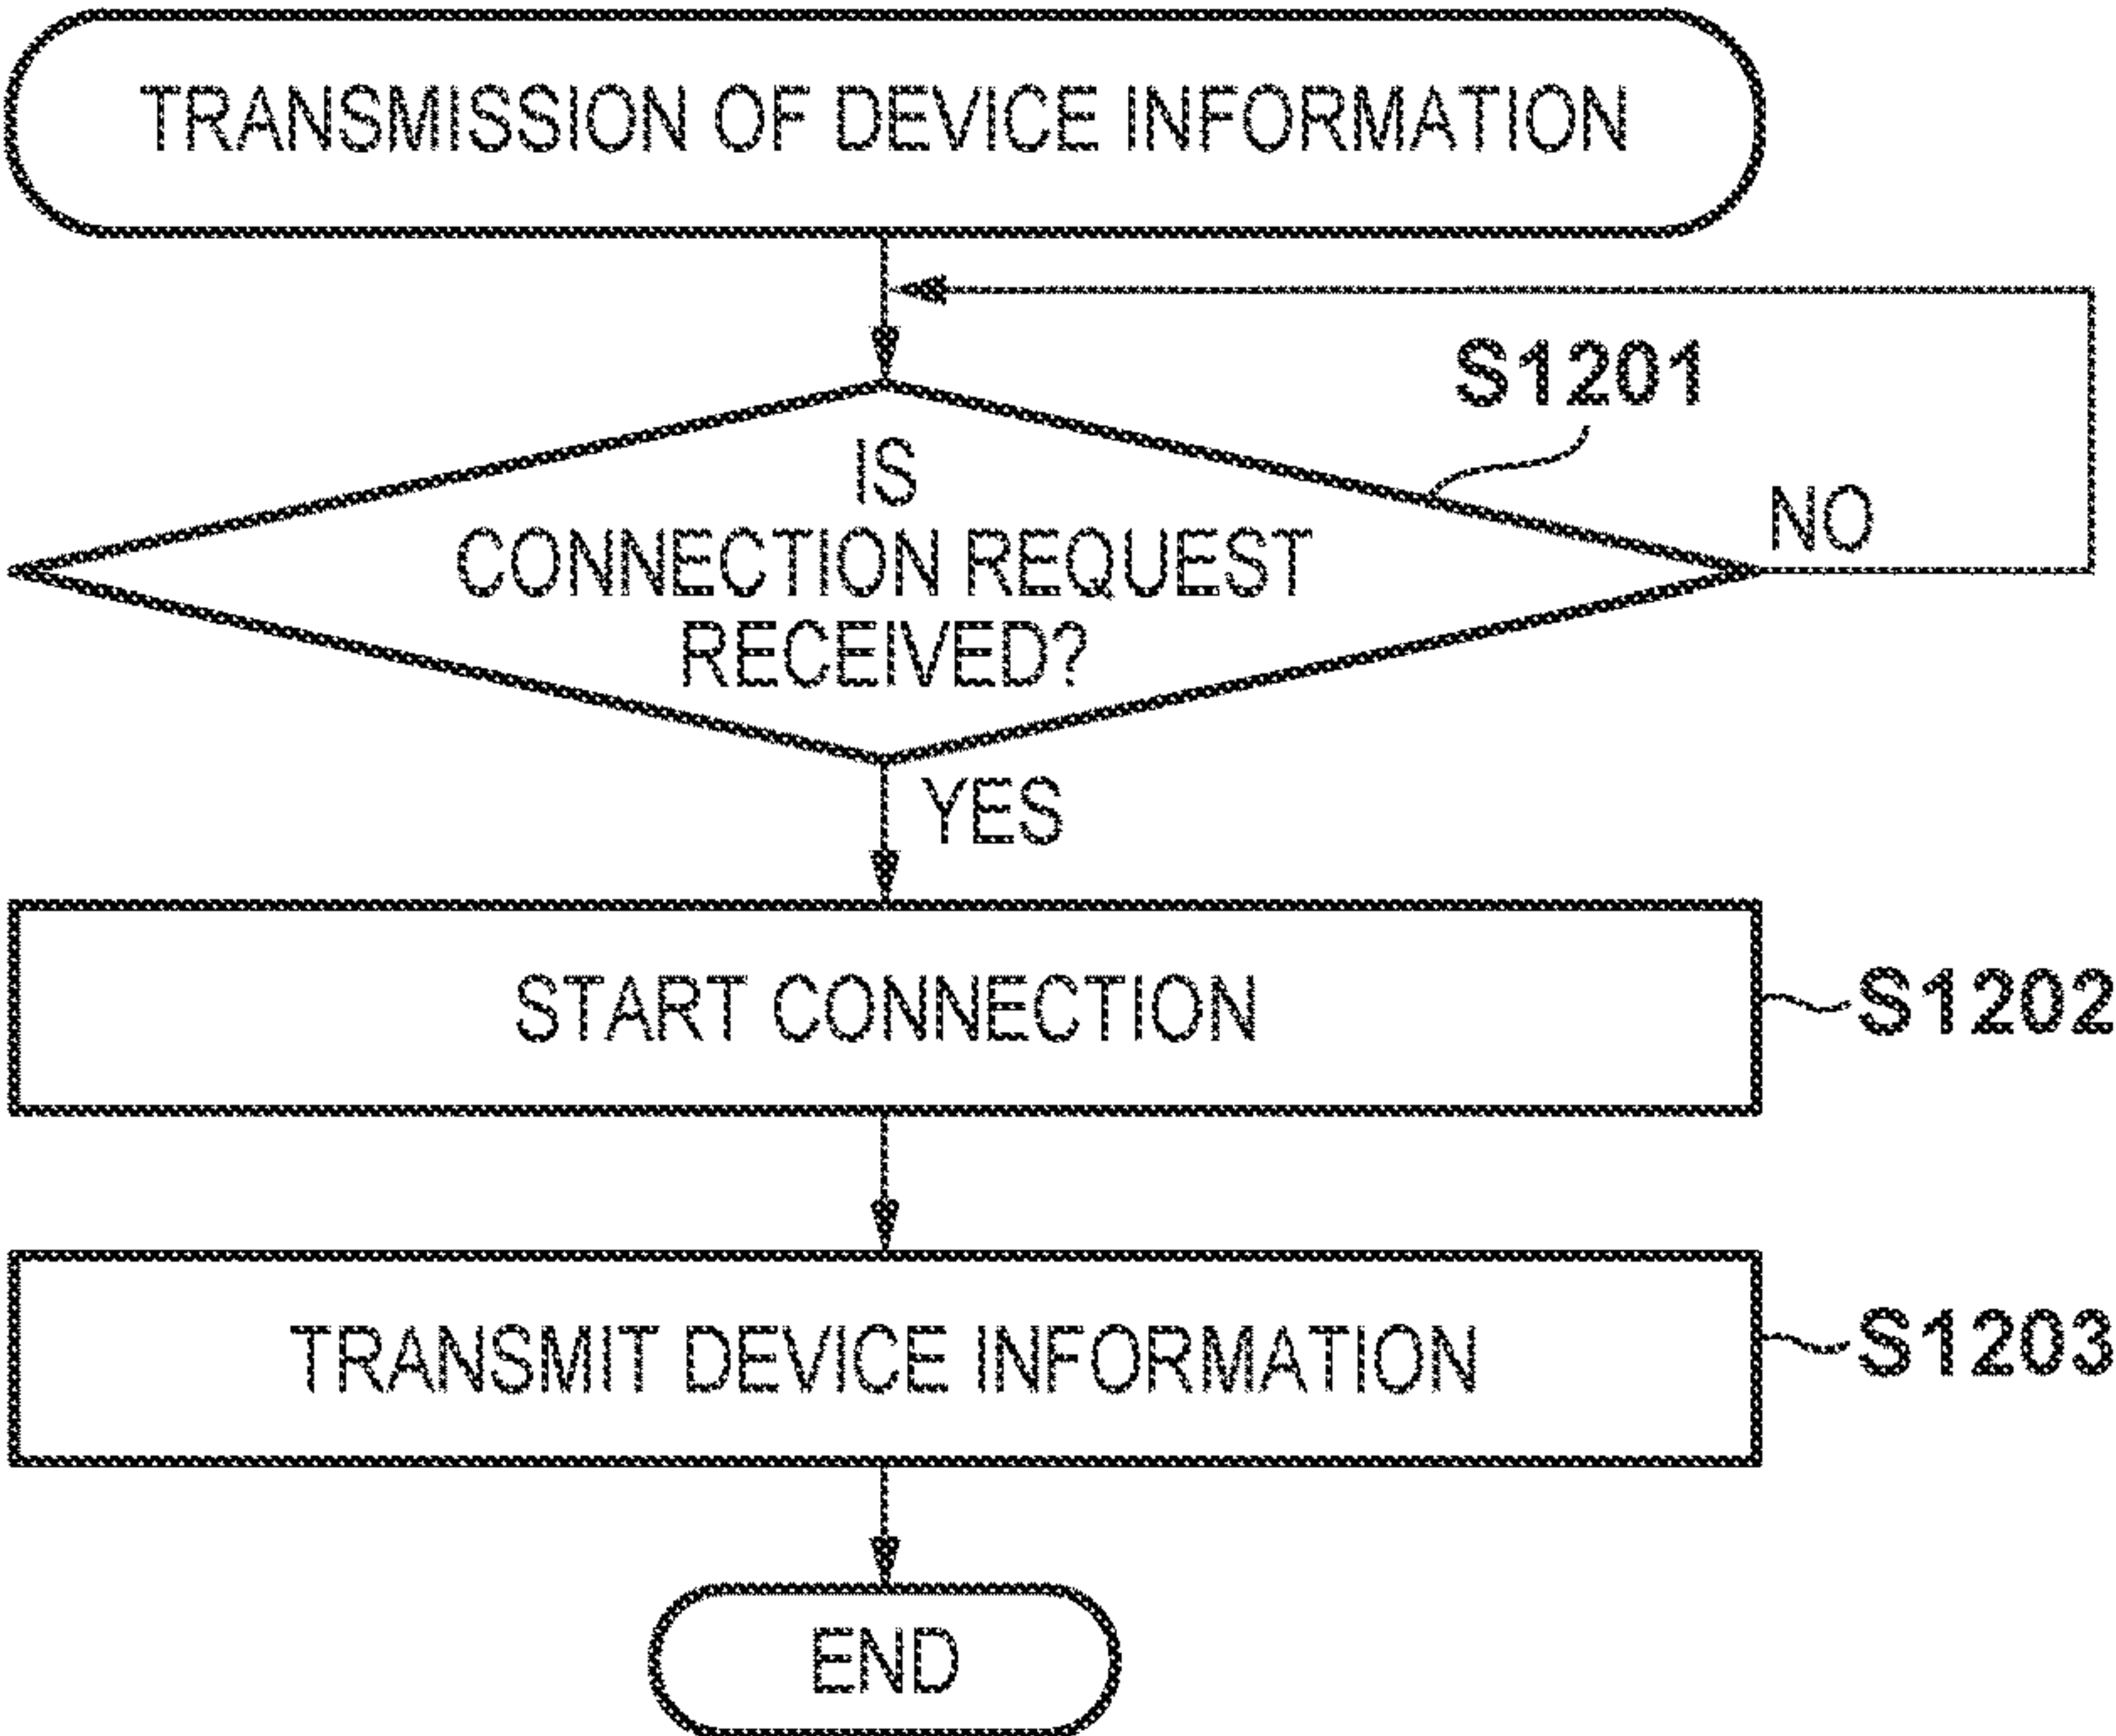 TRANSMISSION OF DEVICE INFORMATION
S1201
IS
CONNECTION REQUEST
RECEIVED?
NO
YES
START CONNECTION
S1202
TRANSMIT DEVICE INFORMATION
S1203
END